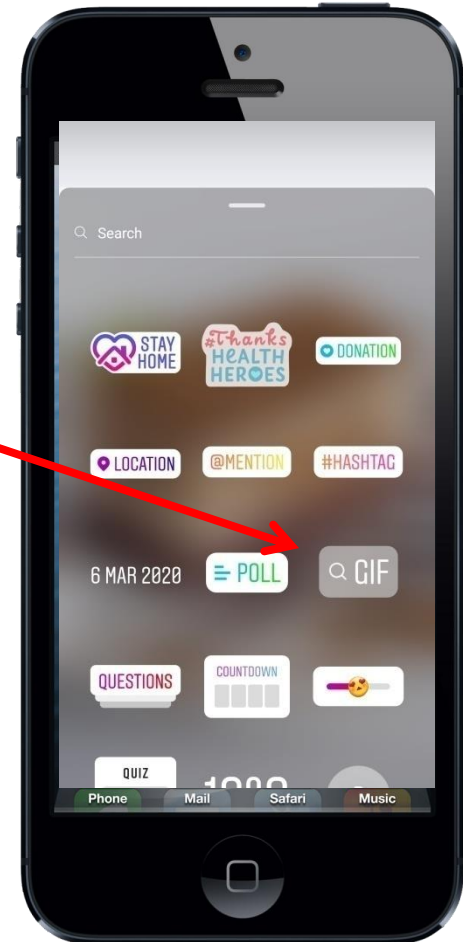 Search
STAY HOME
#Thanks HEALTH HEROES
DONATION
LOCATION
@MENTION
#HASHTAG
6 MAR 2020
POLL
GIF
QUESTIONS
COUNTDOWN
QUIZ
Phone Mail Safari Music